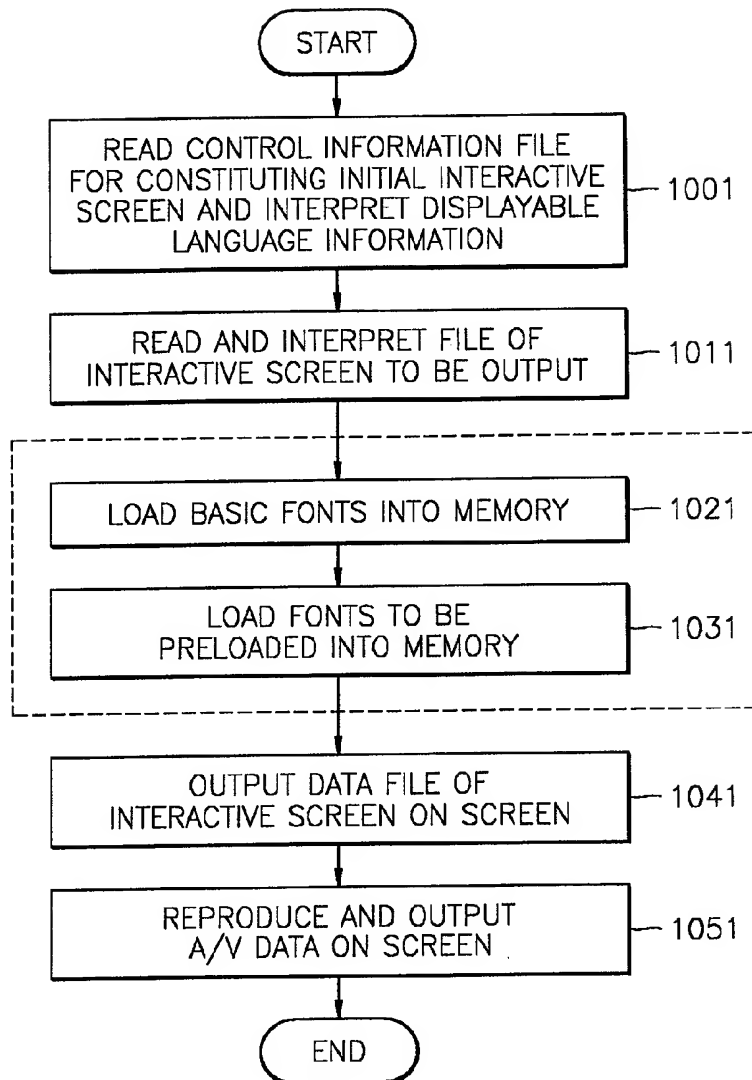 START
READ CONTROL INFORMATION FILE
FOR CONSTITUTING INITIAL INTERACTIVE
SCREEN AND INTERPRET DISPLAYABLE
LANGUAGE INFORMATION
1001
READ AND INTERPRET FILE OF
INTERACTIVE SCREEN TO BE OUTPUT
1011
LOAD BASIC FONTS INTO MEMORY
1021
LOAD FONTS TO BE
PRELOADED INTO MEMORY
1031
OUTPUT DATA FILE OF
INTERACTIVE SCREEN ON SCREEN
1041
REPRODUCE AND OUTPUT
A/V DATA ON SCREEN
1051
END